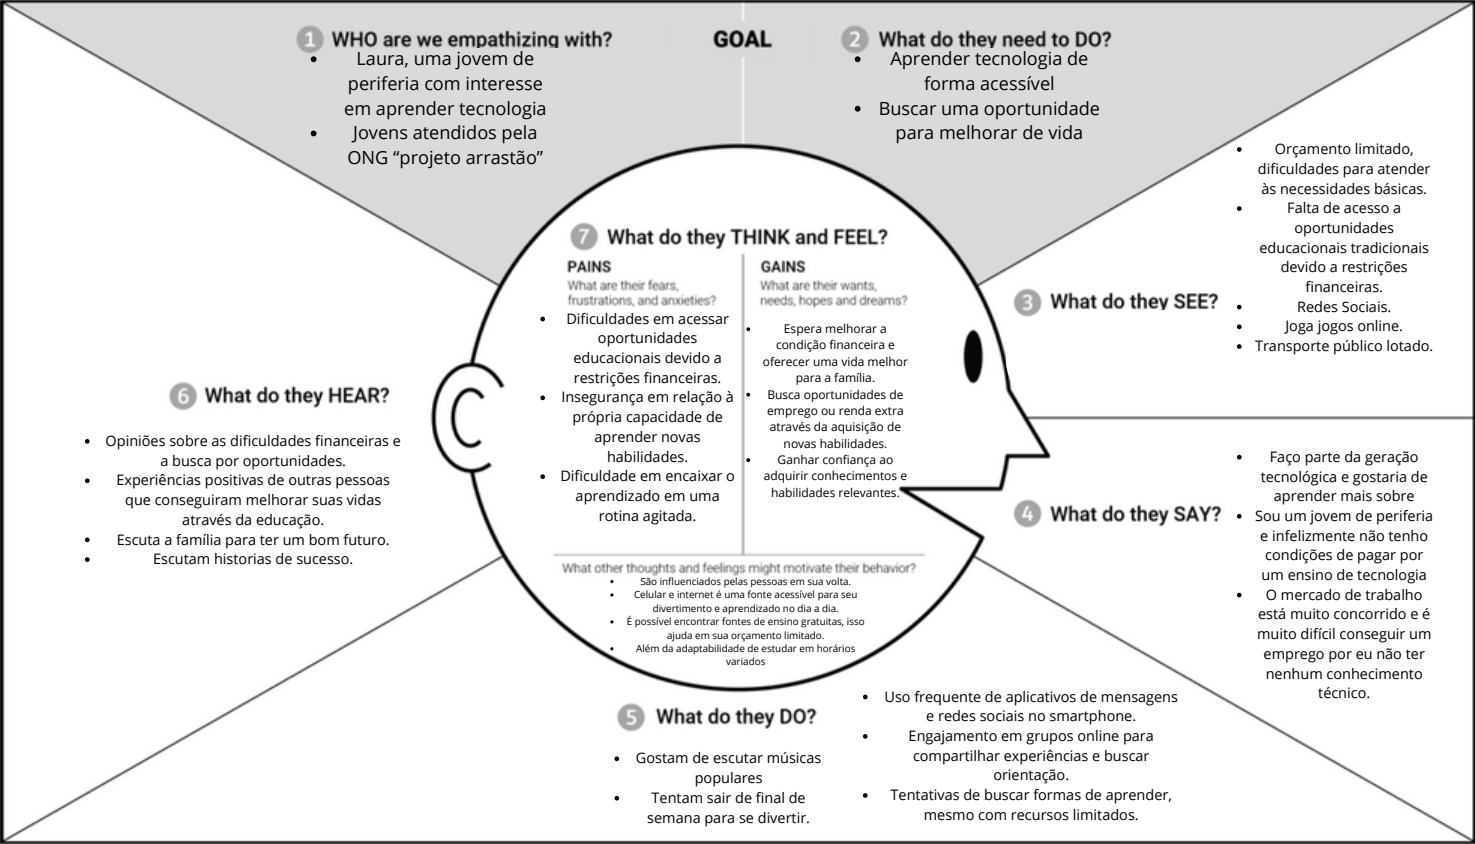 1 WHO are we empathizing with?
• Laura, uma jovem de
periferia com interesse
em aprender tecnologia
• Jovens atendidos pela
ONG “projeto arrastão”
GOAL
2 What do they need to DO?
• Aprender tecnologia de
forma acessível
• Buscar uma oportunidade
para melhorar de vida
3 What do they SEE?
• Orçamento limitado,
dificuldades para atender
às necessidades básicas.
• Falta de acesso a
oportunidades
educacionais tradicionais
devido a restrições
financeiras.
• Redes Sociais.
• Joga jogos online.
• Transporte público lotado.
4 What do they SAY?
• Faço parte da geração
tecnológica e gostaria de
aprender mais sobre
• Sou um jovem de periferia
e infelizmente não tenho
condições de pagar por
um ensino de tecnologia
• O mercado de trabalho
está muito concorrido e é
muito difícil conseguir um
emprego por eu não ter
nenhum conhecimento
técnico.
5 What do they DO?
• Gostam de escutar músicas
populares
• Tentam sair de final de
semana para se divertir.
• Uso frequente de aplicativos de mensagens
e redes sociais no smartphone.
• Engajamento em grupos online para
compartilhar experiências e buscar
orientação.
• Tentativas de buscar formas de aprender,
mesmo com recursos limitados.
6 What do they HEAR?
• Opiniões sobre as dificuldades financeiras e
a busca por oportunidades.
• Experiências positivas de outras pessoas
que conseguiram melhorar suas vidas
através da educação.
• Escuta a família para ter um bom futuro.
• Escutam historias de sucesso.
7 What do they THINK and FEEL?
PAINS
What are their fears,
frustrations, and anxieties?
• Dificuldades em acessar
oportunidades
educacionais devido a
restrições financeiras.
• Insegurança em relação à
própria capacidade de
aprender novas
habilidades.
• Dificuldade em encaixar o
aprendizado em uma
rotina agitada.
GAINS
What are their wants,
needs, hopes and dreams?
• Espera melhorar a
condição financeira e
oferecer uma vida melhor
para a família.
• Busca oportunidades de
emprego ou renda extra
através da aquisição de
novas habilidades.
• Ganhar confiança ao
adquirir conhecimentos e
habilidades relevantes.
What other thoughts and feelings might motivate their behavior?
• São influenciados pelas pessoas em sua volta.
• Celular e internet é uma fonte acessível para seu
divertimento e aprendizado no dia a dia.
• É possível encontrar fontes de ensino gratuitas, isso
ajuda em sua orçamento limitado.
• Além da adaptabilidade de estudar em horários
variados